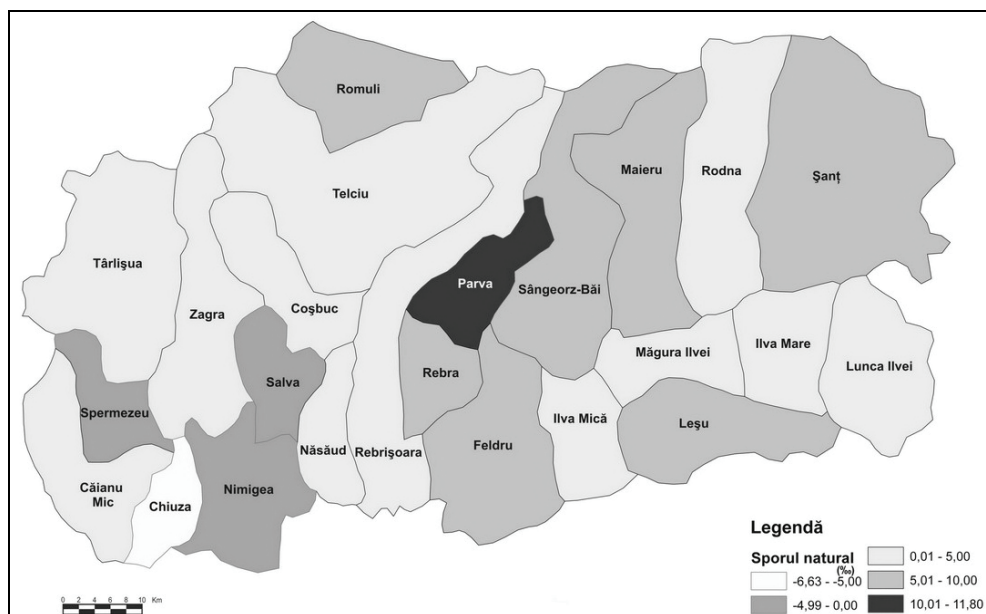 Romuli
Telciu
Maieru
Rodna
Șanț
Târlișua
Zagra
Coșbuc
Parva
Sângeorz-Băi
Salva
Rebra
Măgura Ilvei
Ilva Mare
Lunca Ilvei
Spermezeu
Năsăud
Rebrișoara
Feldru
Ilva Mică
Leșu
Căianu
Mic
Chiuza
Nimigea
Legendă
Sporul natural
(‰)
-6,63 - -5,00
-4,99 - 0,00
0,01 - 5,00
5,01 - 10,00
10,01 - 11,80
0 2 4 6 8 10 Km